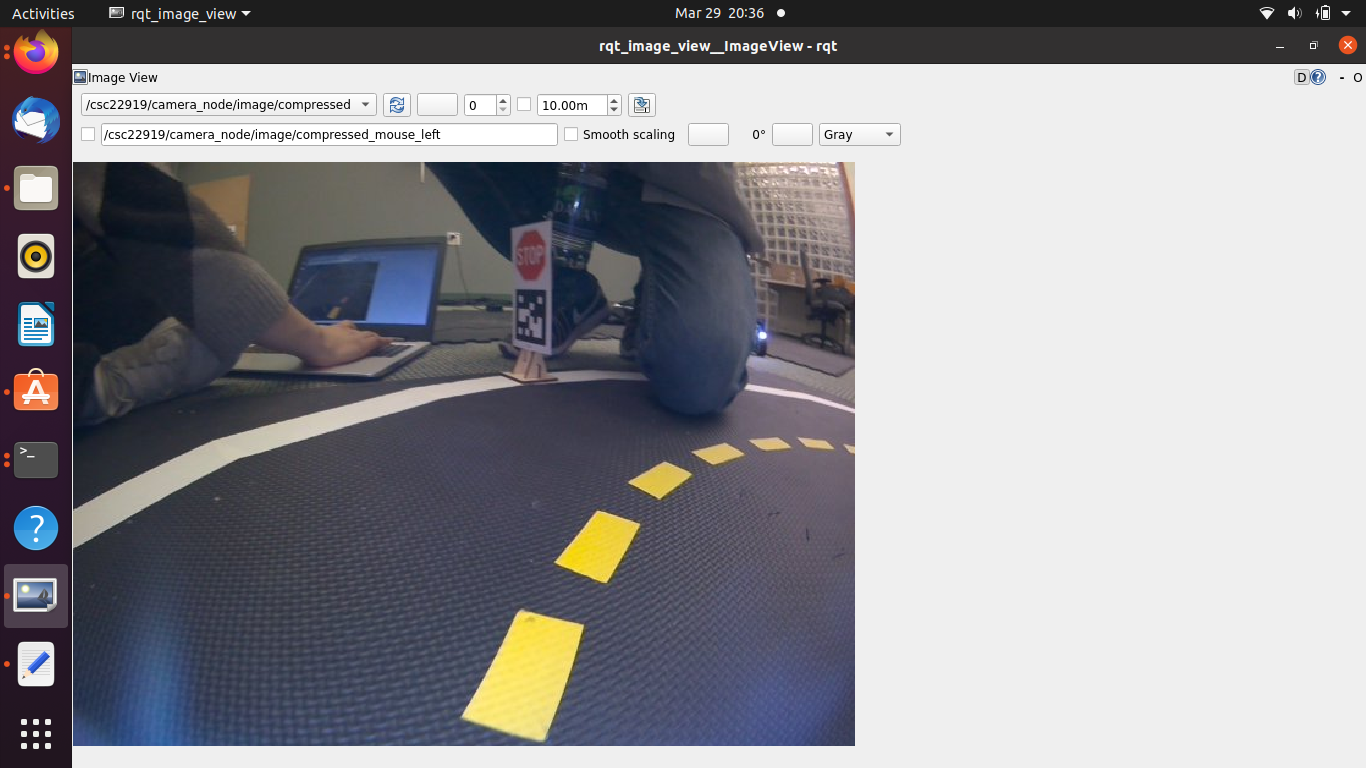 Activities
rqt_image_view
Mar 29 20:36
rqt_image_view__ImageView - rqt
Image View
D
- O
/csc22919/camera_node/image/compressed
0
10.00m
/csc22919/camera_node/image/compressed_mouse_left
Smooth scaling
0°
Gray
STOP
>_
?